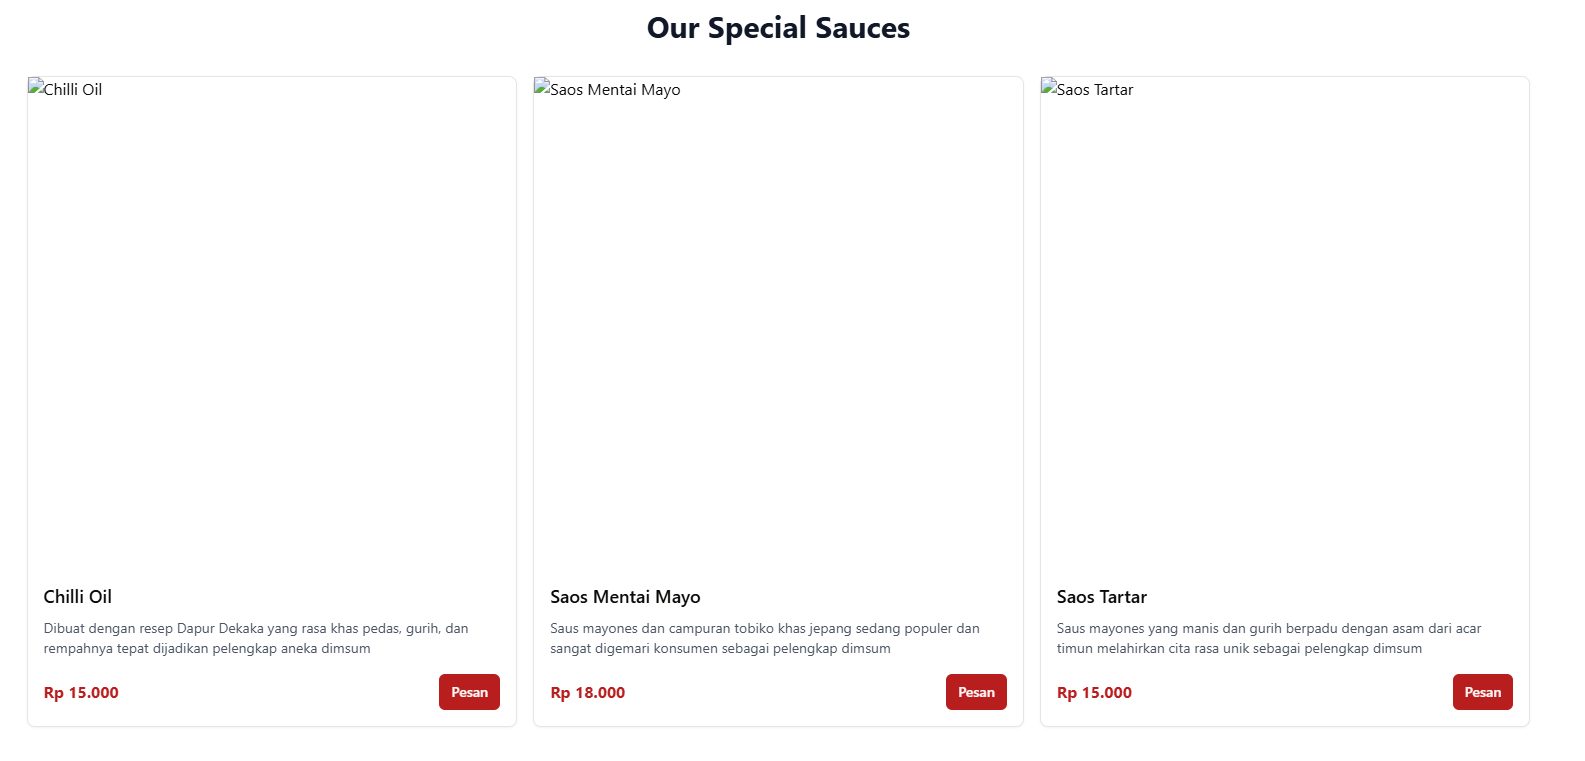 Our Special Sauces
Chilli Oil
Saos Mentai Mayo
Saos Tartar
Chilli Oil
Dibuat dengan resep Dapur Dekaka yang rasa khas pedas, gurih, dan
rempahnya tepat dijadikan pelengkap aneka dimsum
Rp 15.000
Pesan
Saos Mentai Mayo
Saus mayones dan campuran tobiko khas jepang sedang populer dan
sangat digemari konsumen sebagai pelengkap dimsum
Rp 18.000
Pesan
Saos Tartar
Saus mayones yang manis dan gurih berpadu dengan asam dari acar
timun melahirkan cita rasa unik sebagai pelengkap dimsum
Rp 15.000
Pesan